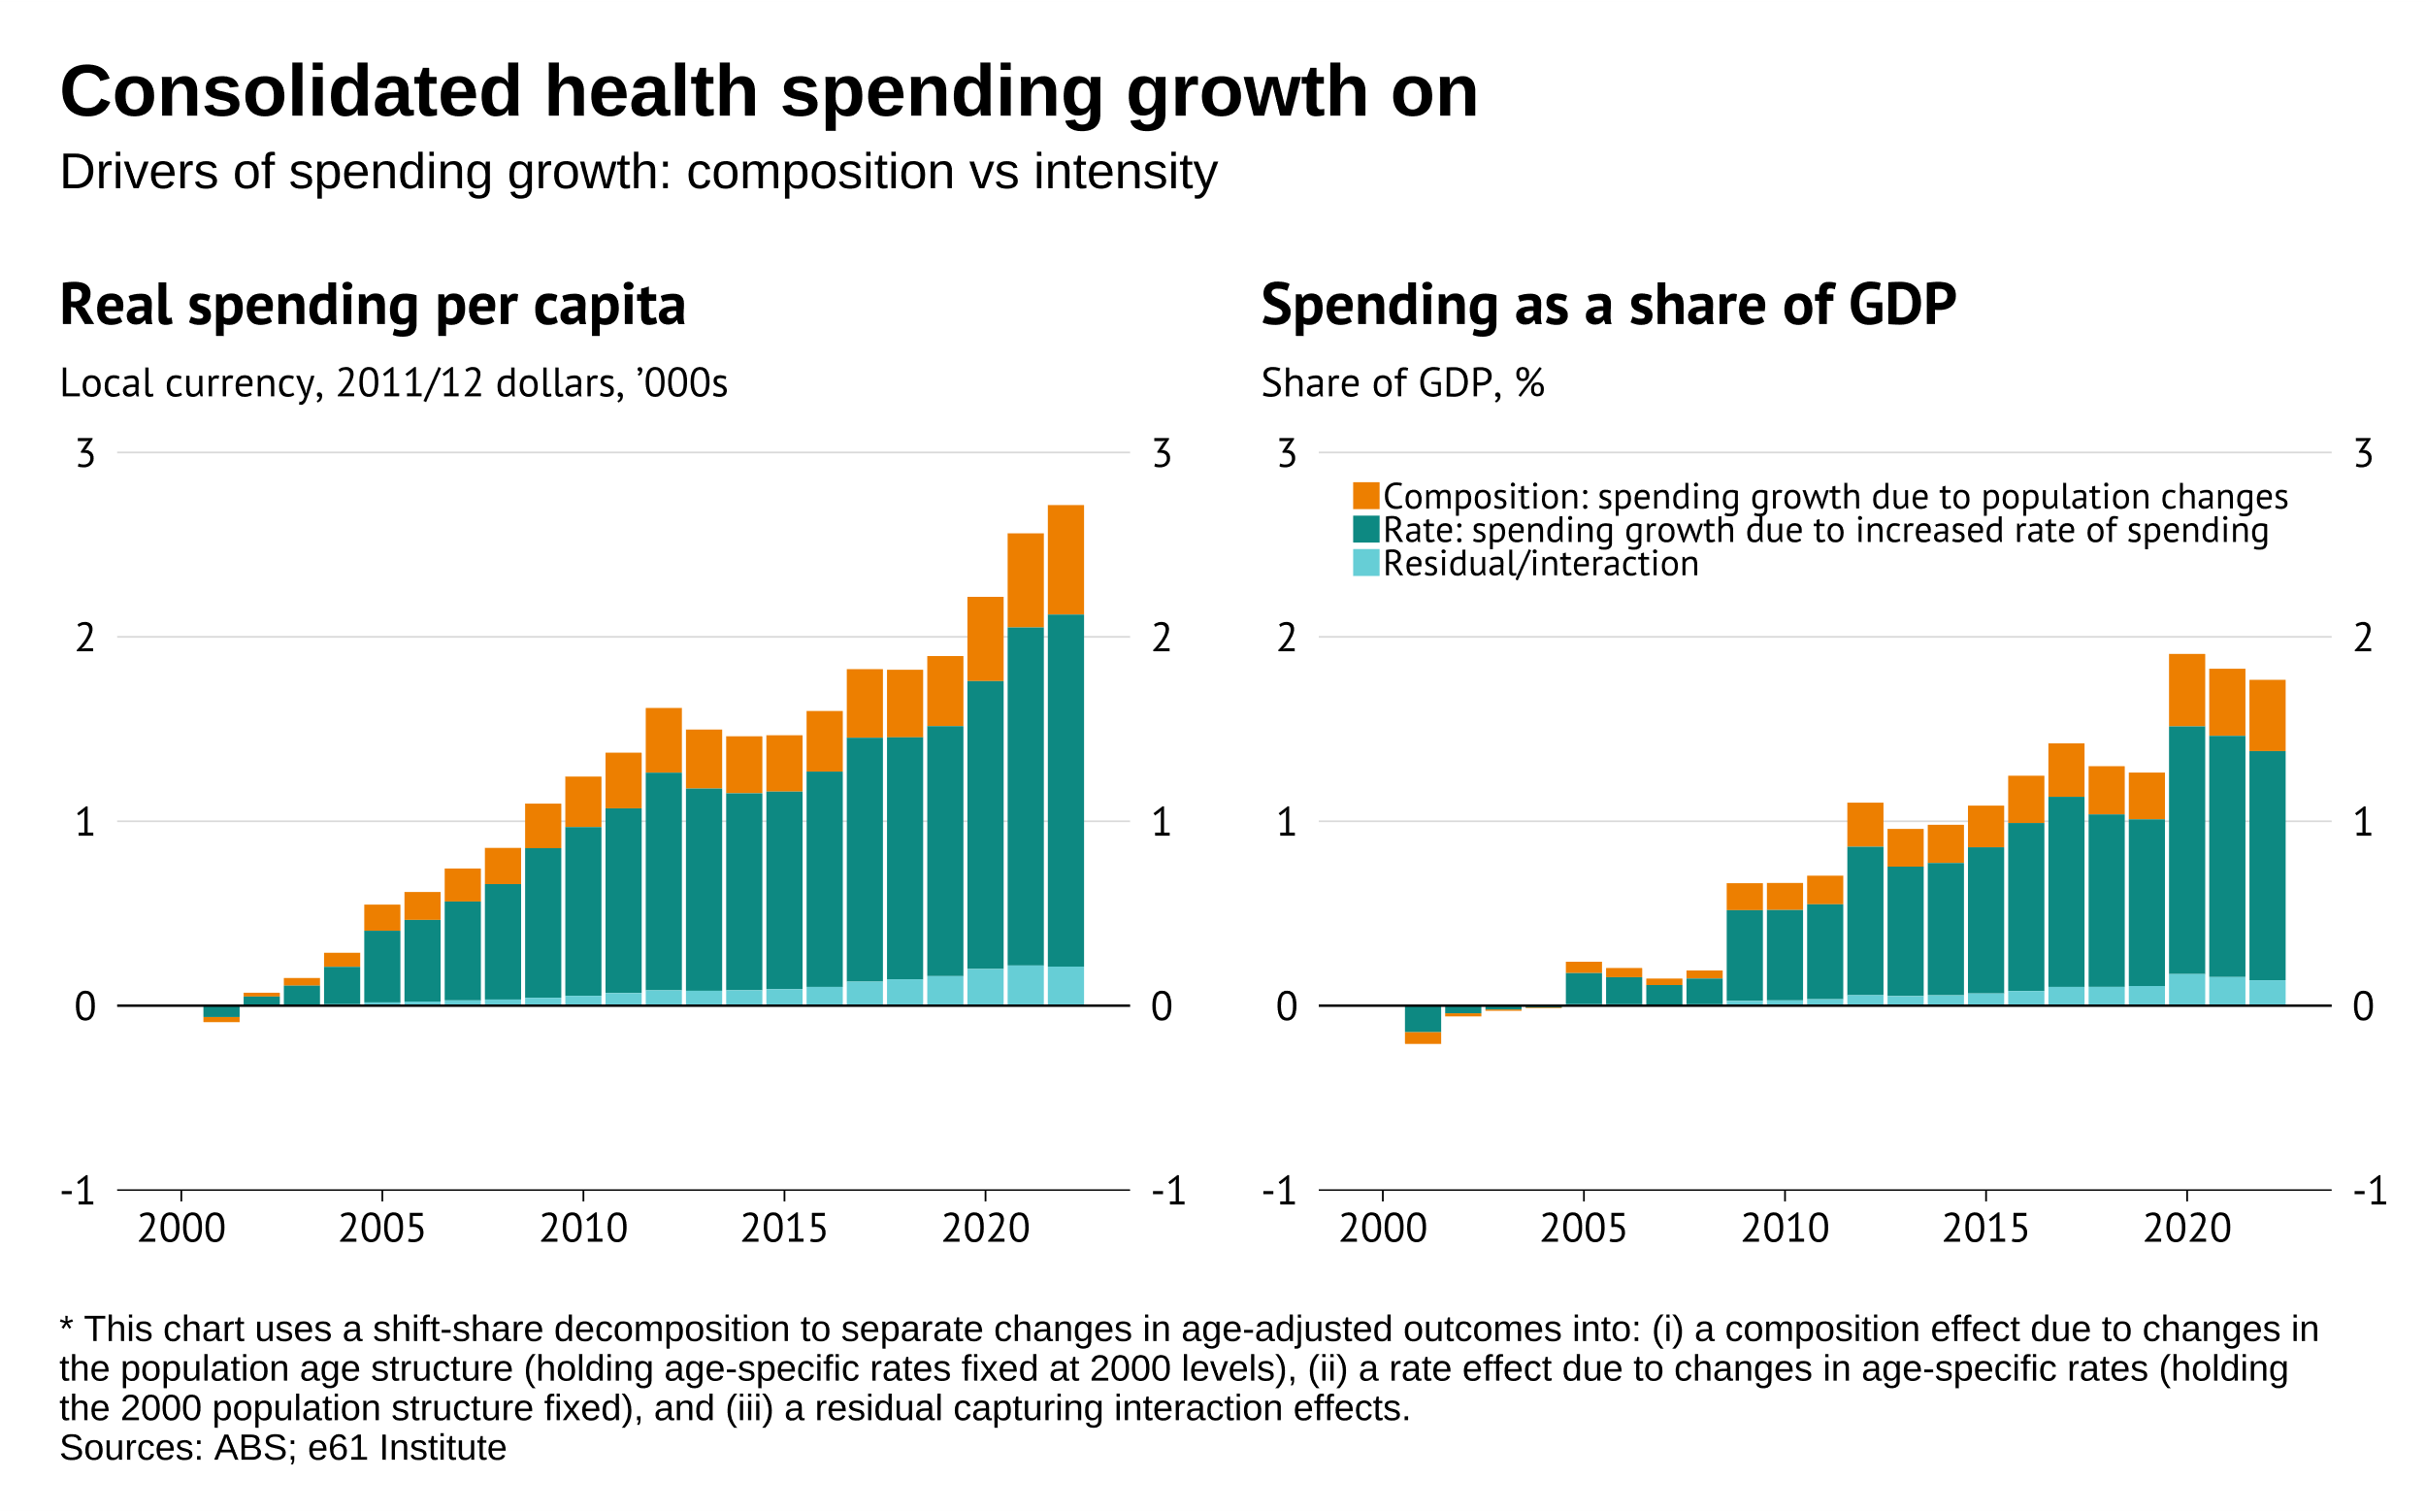 Consolidated health spending growth on
Drivers of spending growth: composition vs intensity
Real spending per capita
Local currency, 2011/12 dollars, ’000s
3
2
1
0
-1
3
2
1
0
-1
2000 2005 2010 2015 2020
Spending as a share of GDP
Share of GDP, %
3
2
1
0
-1
Composition: spending growth due to population changes
Rate: spending growth due to increased rate of spending
Residual/interaction
3
2
1
0
-1
2000 2005 2010 2015 2020
* This chart uses a shift-share decomposition to separate changes in age-adjusted outcomes into: (i) a composition effect due to changes in
the population age structure (holding age-specific rates fixed at 2000 levels), (ii) a rate effect due to changes in age-specific rates (holding
the 2000 population structure fixed), and (iii) a residual capturing interaction effects.
Sources: ABS; e61 Institute